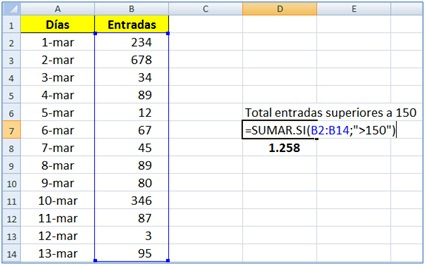 A B C D E
1 Días Entradas
2 1-mar 234
3 2-mar 678
4 3-mar 34
5 4-mar 89
6 5-mar 12 Total entradas superiores a 150
7 6-mar 67 =SUMAR.SI(B2:B14;">150")
8 7-mar 45 1.258
9 8-mar 89
10 9-mar 80
11 10-mar 346
12 11-mar 87
13 12-mar 3
14 13-mar 95